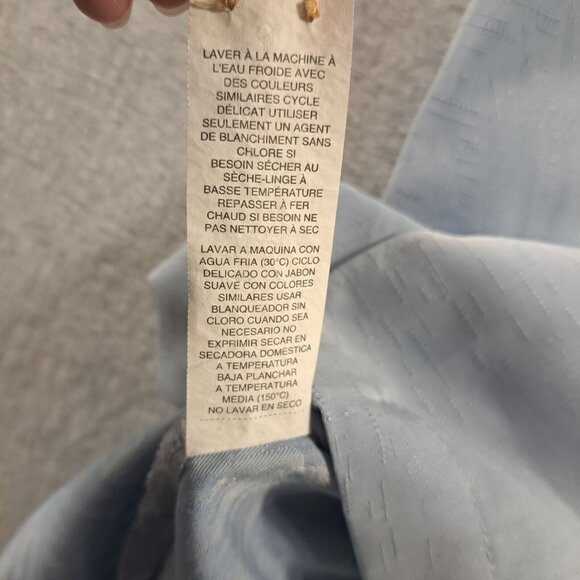 LAVER À LA MACHINE À
L'EAU FROIDE AVEC
DES COULEURS
SIMILAIRES CYCLE
DÉLICAT UTILISER
SEULEMENT UN AGENT
DE BLANCHIMENT SANS
CHLORE SI
BESOIN SÉCHER AU
SÈCHE-LINGE À
BASSE TEMPÉRATURE
REPASSER À FER
CHAUD SI BESOIN NE
PAS NETTOYER À SEC
LAVAR A MAQUINA CON
AGUA FRIA (30°C) CICLO
DELICADO CON JABON
SUAVÉ CON COLORES
SIMILARES USAR
BLANQUEADOR SIN
CLORO CUANDO SEA
NECESARIO NO
EXPRIMIR SECAR EN
SECADORA DOMESTICA
A TEMPERATURA
BAJA PLANCHAR
A TEMPERATURA
MEDIA (150°C)
NO LAVAR EN SECO